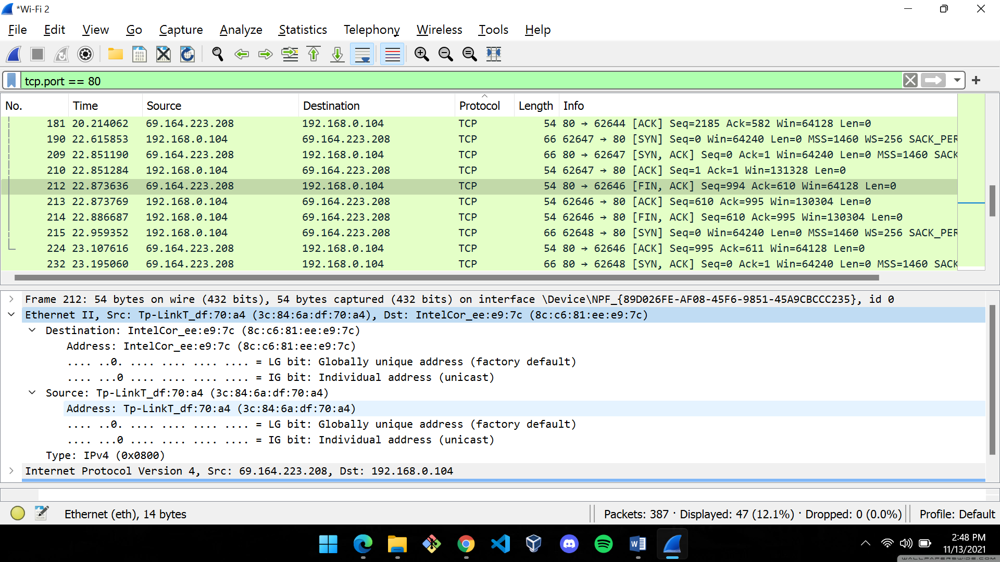 *Wi-Fi 2
File Edit View Go Capture Analyze Statistics Telephony Wireless Tools Help
tcp.port == 80
No. Time Source Destination Protocol Length Info
181 20.214062 69.164.223.208 192.168.0.104 TCP 54 80 → 62644 [ACK] Seq=2185 Ack=582 Win=64128 Len=0
190 22.615853 192.168.0.104 69.164.223.208 TCP 66 62647 → 80 [SYN] Seq=0 Win=64240 Len=0 MSS=1460 WS=256 SACK_PER
209 22.851190 69.164.223.208 192.168.0.104 TCP 66 80 → 62647 [SYN, ACK] Seq=0 Ack=1 Win=64240 Len=0 MSS=1460 SACK
210 22.851284 192.168.0.104 69.164.223.208 TCP 54 62647 → 80 [ACK] Seq=1 Ack=1 Win=131328 Len=0
212 22.873636 69.164.223.208 192.168.0.104 TCP 54 80 → 62646 [FIN, ACK] Seq=994 Ack=610 Win=64128 Len=0
213 22.873769 192.168.0.104 69.164.223.208 TCP 54 62646 → 80 [ACK] Seq=610 Ack=995 Win=130304 Len=0
214 22.886687 192.168.0.104 69.164.223.208 TCP 54 62646 → 80 [FIN, ACK] Seq=610 Ack=995 Win=130304 Len=0
215 22.959352 192.168.0.104 69.164.223.208 TCP 66 62648 → 80 [SYN] Seq=0 Win=64240 Len=0 MSS=1460 WS=256 SACK_PER
224 23.107616 69.164.223.208 192.168.0.104 TCP 54 80 → 62646 [ACK] Seq=995 Ack=611 Win=64128 Len=0
232 23.195060 69.164.223.208 192.168.0.104 TCP 66 80 → 62648 [SYN, ACK] Seq=0 Ack=1 Win=64240 Len=0 MSS=1460 SACK
Frame 212: 54 bytes on wire (432 bits), 54 bytes captured (432 bits) on interface \Device\NPF_{89D026FE-AF08-45F6-9851-45A9CBCCC235}, id 0
Ethernet II, Src: Tp-LinkT_df:70:a4 (3c:84:6a:df:70:a4), Dst: IntelCor_ee:e9:7c (8c:c6:81:ee:e9:7c)
Destination: IntelCor_ee:e9:7c (8c:c6:81:ee:e9:7c)
Address: IntelCor_ee:e9:7c (8c:c6:81:ee:e9:7c)
.... ..0. .... .... .... .... = LG bit: Globally unique address (factory default)
.... ...0 .... .... .... .... = IG bit: Individual address (unicast)
Source: Tp-LinkT_df:70:a4 (3c:84:6a:df:70:a4)
Address: Tp-LinkT_df:70:a4 (3c:84:6a:df:70:a4)
.... ..0. .... .... .... .... = LG bit: Globally unique address (factory default)
.... ...0 .... .... .... .... = IG bit: Individual address (unicast)
Type: IPv4 (0x0800)
Internet Protocol Version 4, Src: 69.164.223.208, Dst: 192.168.0.104
Ethernet (eth), 14 bytes
Packets: 387 · Displayed: 47 (12.1%) · Dropped: 0 (0.0%)
Profile: Default
2:48 PM
11/13/2021
WALLPAPERSWIDE.COM